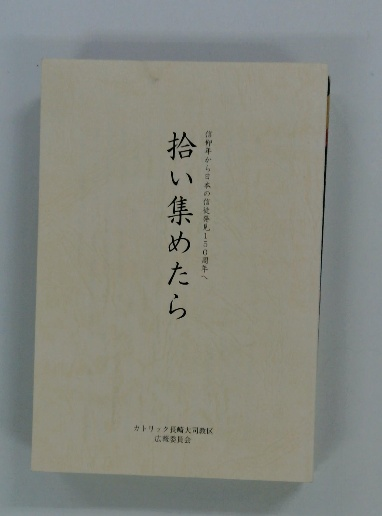 信仰年から日本の信徒発見150周年へ
拾い集めたら
カトリック長崎大司教区
広報委員会